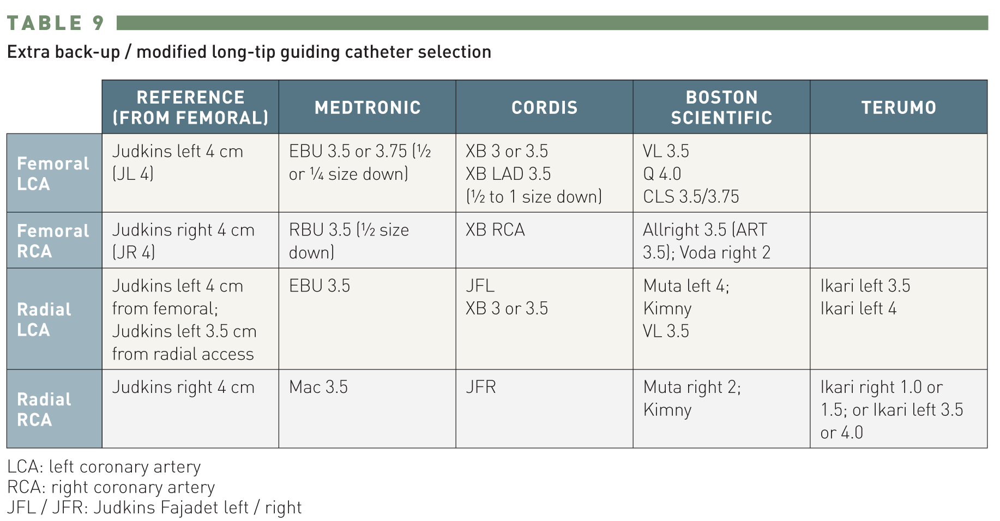 TABLE 9
Extra back-up / modified long-tip guiding catheter selection
REFERENCE
(FROM FEMORAL)
MEDTRONIC
CORDIS
BOSTON
SCIENTIFIC
TERUMO
Femoral
LCA
Judkins left 4 cm
(JL 4)
EBU 3.5 or 3.75 (½
or ¼ size down)
XB 3 or 3.5
XB LAD 3.5
(½ to 1 size down)
VL 3.5
Q 4.0
CLS 3.5/3.75
Femoral
RCA
Judkins right 4 cm
(JR 4)
RBU 3.5 (½ size
down)
XB RCA
Allright 3.5 (ART
3.5); Voda right 2
Radial
LCA
Judkins left 4 cm
from femoral;
Judkins left 3.5 cm
from radial access
EBU 3.5
JFL
XB 3 or 3.5
Muta left 4;
Kimny
VL 3.5
Ikari left 3.5
Ikari left 4
Radial
RCA
Judkins right 4 cm
Mac 3.5
JFR
Muta right 2;
Kimny
Ikari right 1.0 or
1.5; or Ikari left 3.5
or 4.0
LCA: left coronary artery
RCA: right coronary artery
JFL / JFR: Judkins Fajadet left / right